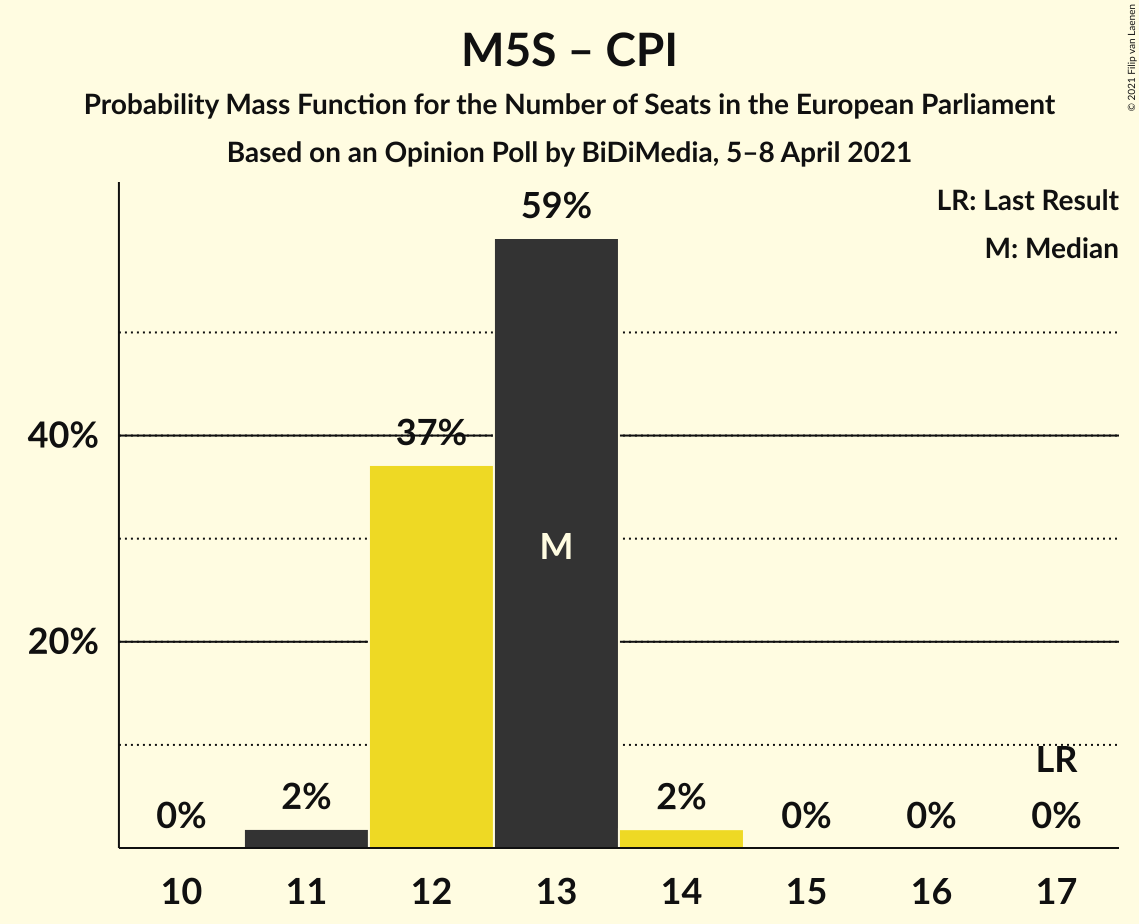 M5S – CPI
Probability Mass Function for the Number of Seats in the European Parliament
Based on an Opinion Poll by BiDiMedia, 5–8 April 2021
© 2021 Filip van Laenen
LR: Last Result
M: Median
59%
40%
37%
M
20%
LR
0%
2%
2%
0%
0%
0%
10
11
12
13
14
15
16
17